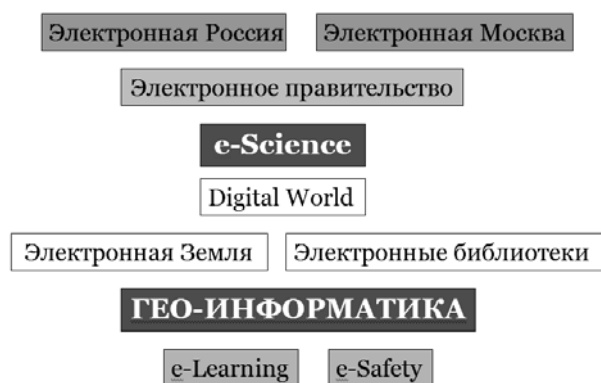 Электронная Россия Электронная Москва
Электронное правительство
e-Science
Digital World
Электронная Земля Электронные библиотеки
ГЕО-ИНФОРМАТИКА
e-Learning e-Safety